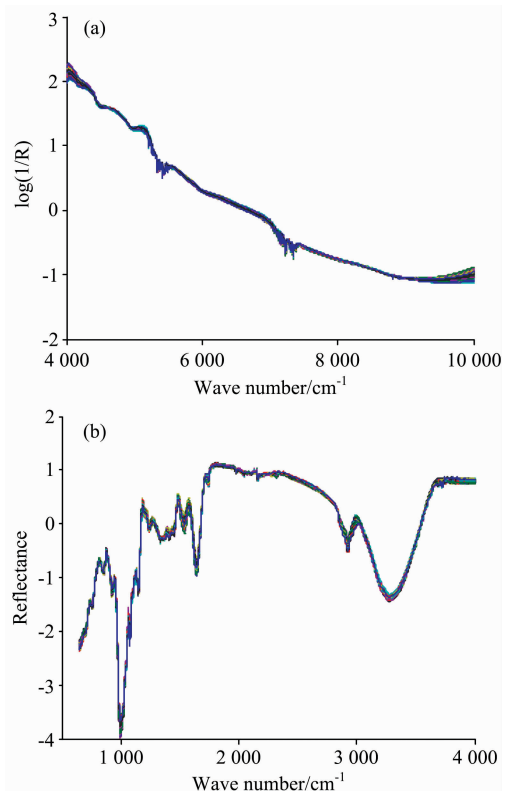 (a)
3
2
1
0
-1
-2
log(1/R)
4 000 6 000 8 000 10 000
Wave number/cm-1
(b)
2
1
0
-1
-2
-3
-4
Reflectance
1 000 2 000 3 000 4 000
Wave number/cm-1